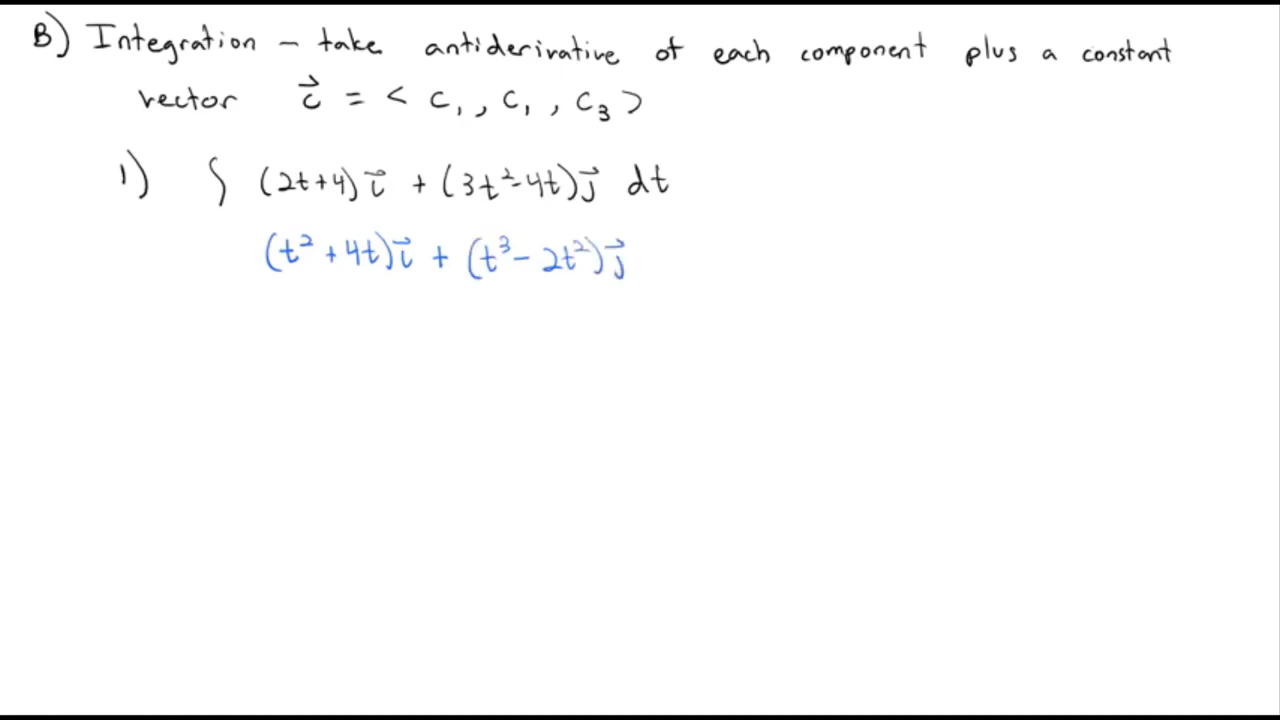 B) Integration – take antiderivative of each component plus a constant
vector c⃗ = < c₁, c₁, c₃ >
1) ∫ (2t+4)i⃗ + (3t²-4t)j⃗ dt
(t² + 4t)i⃗ + (t³ - 2t²)j⃗